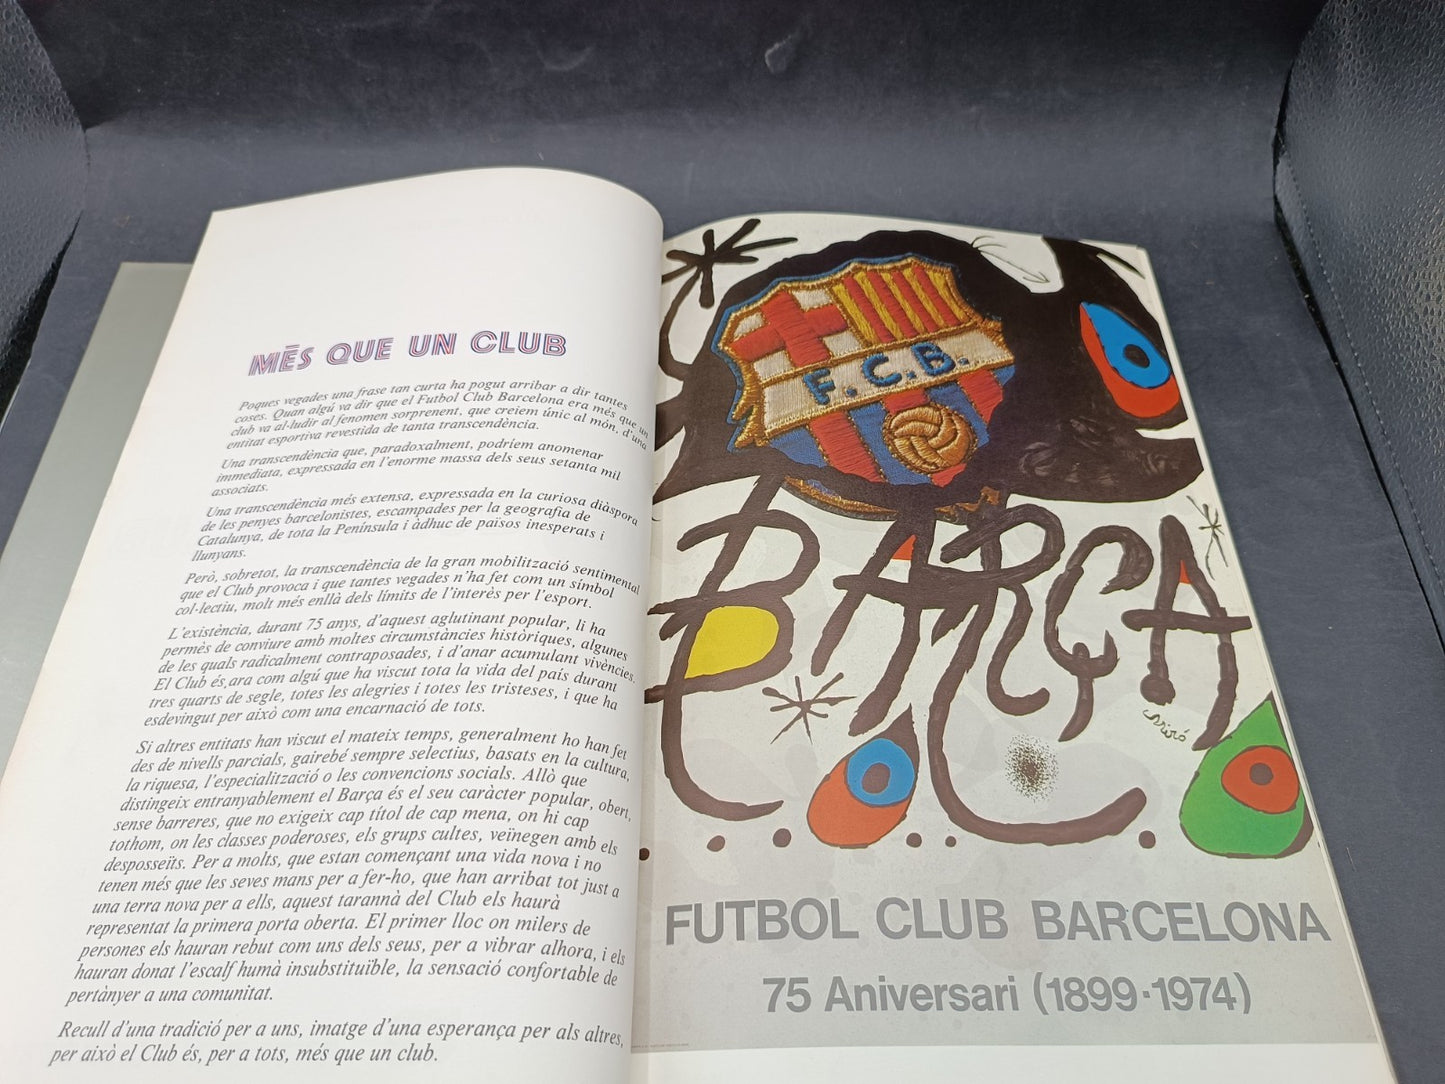 MÉS QUE UN CLUB
Poques vegades una frase tan curta ha pogut arribar a dir tantes
coses. Quan algú va dir que el Futbol Club Barcelona era més que un
club va al·ludir al fenomen sorprenent, que creiem únic al món, d'una
entitat esportiva revestida de tanta transcendència.
Una transcendència que, paradoxalment, podríem anomenar
immediata, expressada en l'enorme massa dels seus setanta mil
associats.
Una transcendència més extensa, expressada en la curiosa diàspora
de les penyes barcelonistes, escampades per la geografia de
Catalunya, de tota la Península i àdhuc de països inesperats i
llunyans.
Però, sobretot, la transcendència de la gran mobilització sentimental
que el Club provoca i que tantes vegades n'ha fet com un símbol
col·lectiu, molt més enllà dels límits de l'interès per l'esport.
L'existència, durant 75 anys, d'aquest aglutinant popular, li ha
permès de conviure amb moltes circumstàncies històriques, algunes
de les quals radicalment contraposades, i d'anar acumulant vivències.
El Club és ara com algú que ha viscut tota la vida del país durant
tres quarts de segle, totes les alegries i totes les tristeses, i que ha
esdevingut per això com una encarnació de tots.
Si altres entitats han viscut el mateix temps, generalment ho han fet
des de nivells parcials, gairebé sempre selectius, basats en la cultura,
la riquesa, l'especialització o les convencions socials. Allò que
distingeix entranyablement el Barça és el seu caràcter popular, obert,
sense barreres, que no exigeix cap títol de cap mena, on hi cap
tothom, on les classes poderoses, els grups cultes, veïnegen amb els
desposseïts. Per a molts, que estan començant una vida nova i no
tenen més que les seves mans per a fer-ho, que han arribat tot just a
una terra nova per a ells, aquest tarannà del Club els haurà
representat la primera porta oberta. El primer lloc on milers de
persones els hauran rebut com uns dels seus, per a vibrar alhora, i els
hauran donat l'escalf humà insubstituïble, la sensació confortable de
pertànyer a una comunitat.
Recull d'una tradició per a uns, imatge d'una esperança per als altres,
per això el Club és, per a tots, més que un club.
F.C.B.
BARÇA
Miró
FUTBOL CLUB BARCELONA
75 Aniversari (1899-1974)